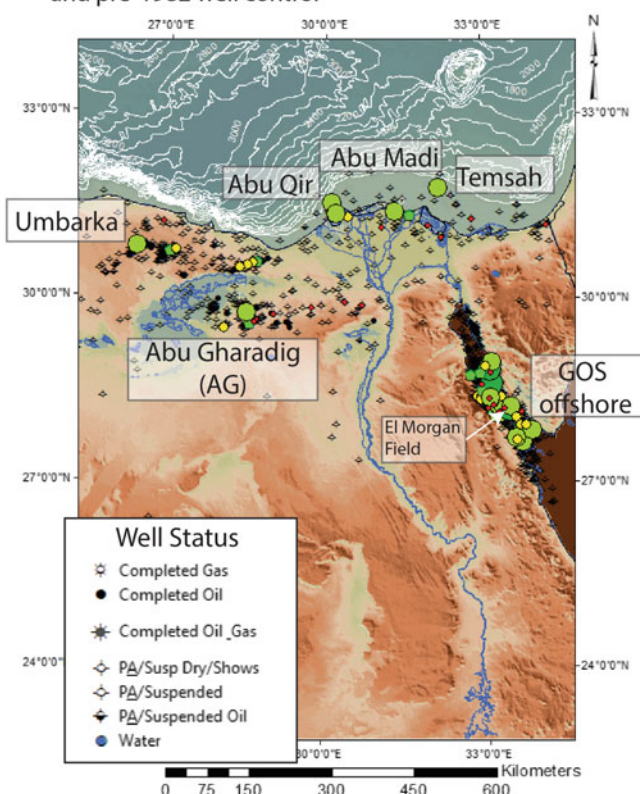 and pre-1982 well control
27°0'0"E
30°0'0"E
33°0'0"E
N
33°0'0"N
33°0'0"N
Abu Madi
Abu Qir
Temsah
Umbarka
30°0'0"N
30°0'0"N
Abu Gharadig
(AG)
GOS
offshore
El Morgan
Field
27°0'0"N
27°0'0"N
Well Status
Completed Gas
Completed Oil
Completed Oil_Gas
PA/Susp Dry/Shows
PA/Suspended
PA/Suspended Oil
Water
24°0'0"N
24°0'0"N
30°0'0"E
33°0'0"E
Kilometers
0 75 150 300 450 600